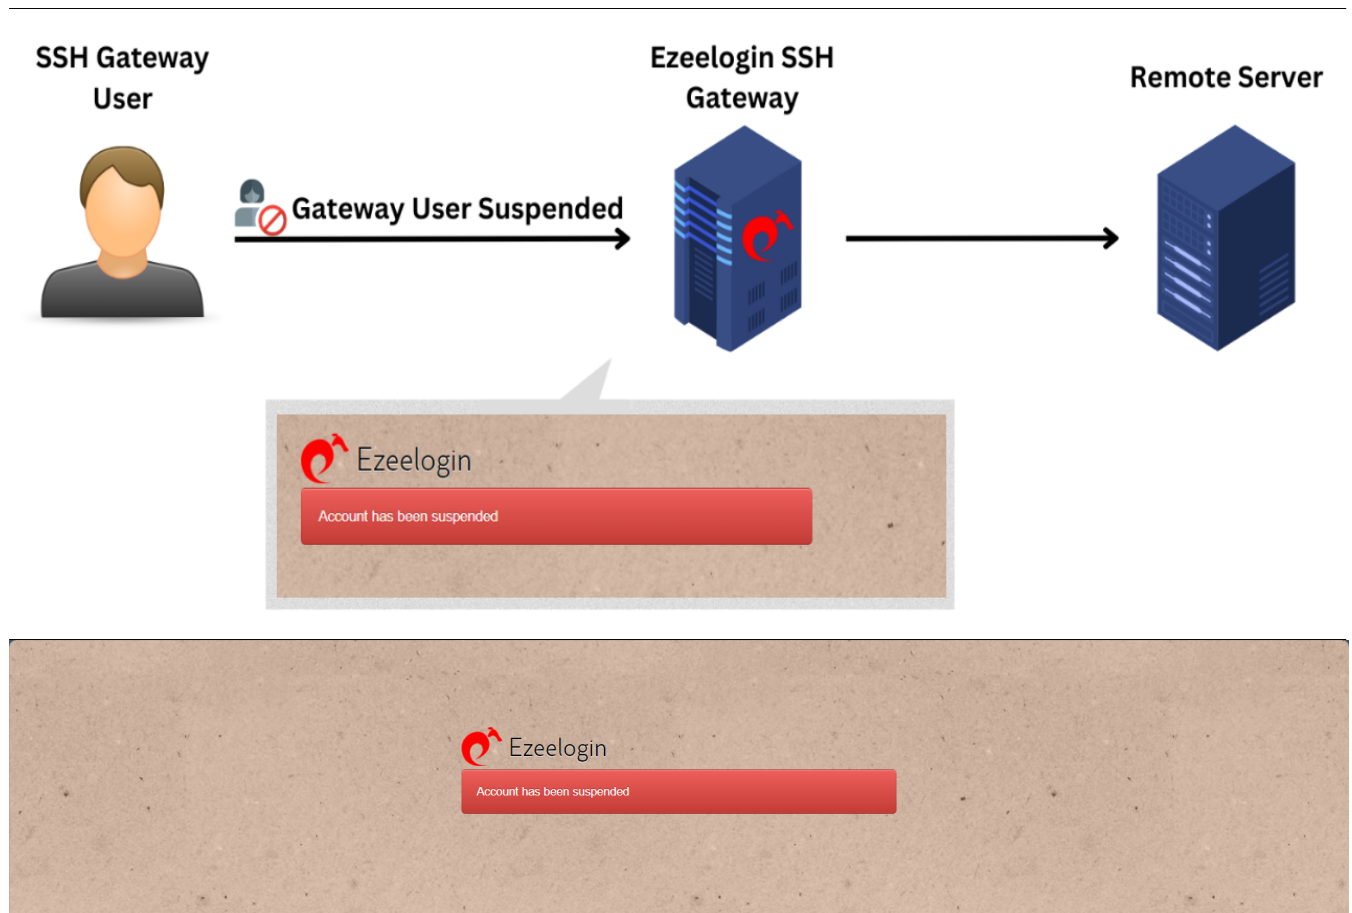 SSH Gateway
User
Ezeelogin SSH
Gateway
Remote Server
Gateway User Suspended
Ezeelogin
Account has been suspended
Ezeelogin
Account has been suspended